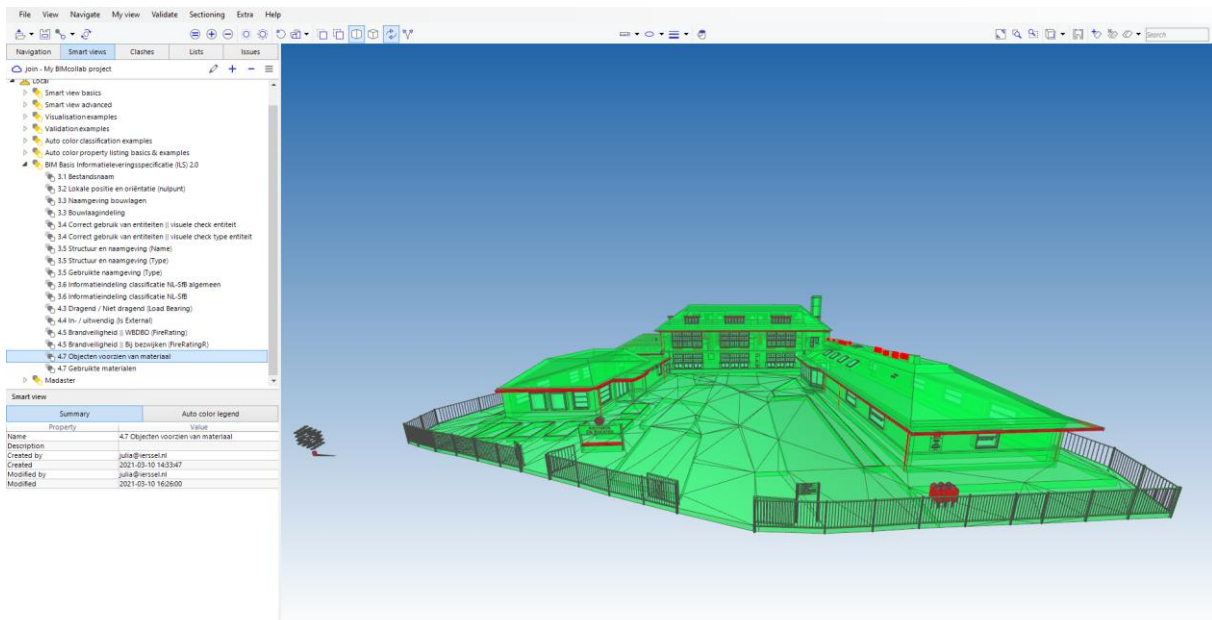 File View Navigate My view Validate Sectioning Extra Help
Search
Navigation Smart views Clashes Lists Issues
join - My BIMcollab project
Local
Smart view basics
Smart view advanced
Visualisation examples
Validation examples
Auto color classification examples
Auto color property listing basics & examples
BIM Basis Informatieleveringsspecificatie (ILS) 2.0
3.1 Bestandsnaam
3.2 Lokale positie en oriëntatie (nulpunt)
3.3 Naamgeving bouwlagen
3.3 Bouwlaagindeling
3.4 Correct gebruik van entiteiten || visuele check entiteit
3.4 Correct gebruik van entiteiten || visuele check type entiteit
3.5 Structuur en naamgeving (Name)
3.5 Structuur en naamgeving (Type)
3.5 Gebruikte naamgeving (Type)
3.6 Informatieindeling classificatie NL-SfB algemeen
3.6 Informatieindeling classificatie NL-SfB
4.3 Dragend / Niet dragend (Load Bearing)
4.4 In- / uitwendig (Is External)
4.5 Brandveiligheid || WBDBO (FireRating)
4.5 Brandveiligheid || Bij bezwijken (FireRatingR)
4.7 Objecten voorzien van materiaal
4.7 Gebruikte materialen
Madaster
Smart view
Summary Auto color legend
Property Value
Name 4.7 Objecten voorzien van materiaal
Description
Created by julia@ierssel.nl
Created 2021-03-10 14:33:47
Modified by julia@ierssel.nl
Modified 2021-03-10 16:26:00